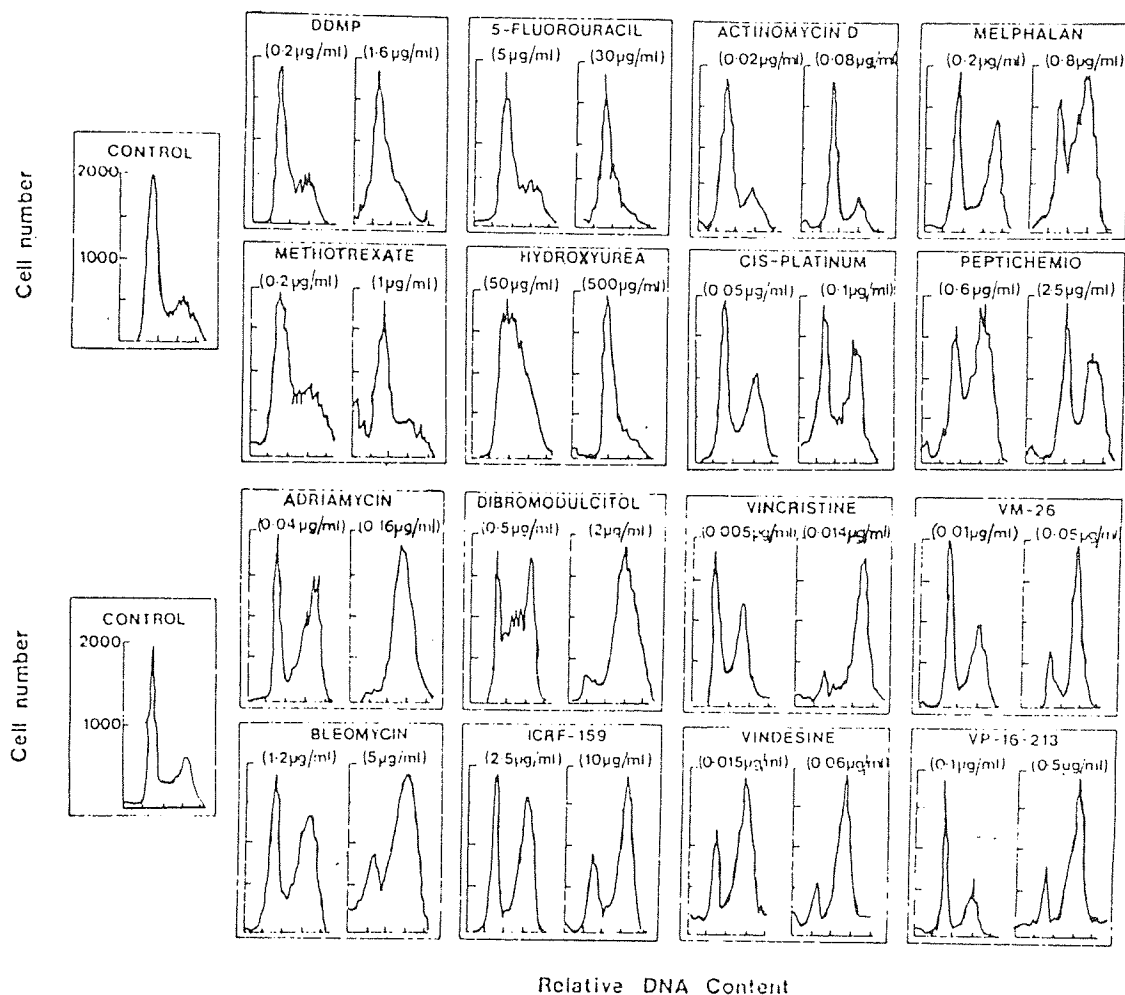 DDMP
(0·2µg/ml) (1·6µg/ml)
5-FLUOROURACIL
(5µg/ml) (30µg/ml)
ACTINOMYCIN D
(0·02µg/ml) (0·08µg/ml)
MELPHALAN
(0·2µg/ml) (0·8µg/ml)
Cell number
CONTROL
2000
1000
METHOTREXATE
(0·2µg/ml) (1µg/ml)
HYDROXYUREA
(50µg/ml) (500µg/ml)
CIS-PLATINUM
(0·05µg/ml) (0·1µg/ml)
PEPTICHEMIO
(0·6µg/ml) (2·5µg/ml)
ADRIAMYCIN
(0·04µg/ml) (0·16µg/ml)
DIBROMODULCITOL
(0·5µg/ml) (2µg/ml)
VINCRISTINE
(0·005µg/ml) (0·014µg/ml)
VM-26
(0·01µg/ml) (0·05µg/ml)
Cell number
CONTROL
2000
1000
BLEOMYCIN
(1·2µg/ml) (5µg/ml)
ICRF-159
(2·5µg/ml) (10µg/ml)
VINDESINE
(0·015µg/ml) (0·06µg/ml)
VP-16-213
(0·1µg/ml) (0·5µg/ml)
Relative DNA Content